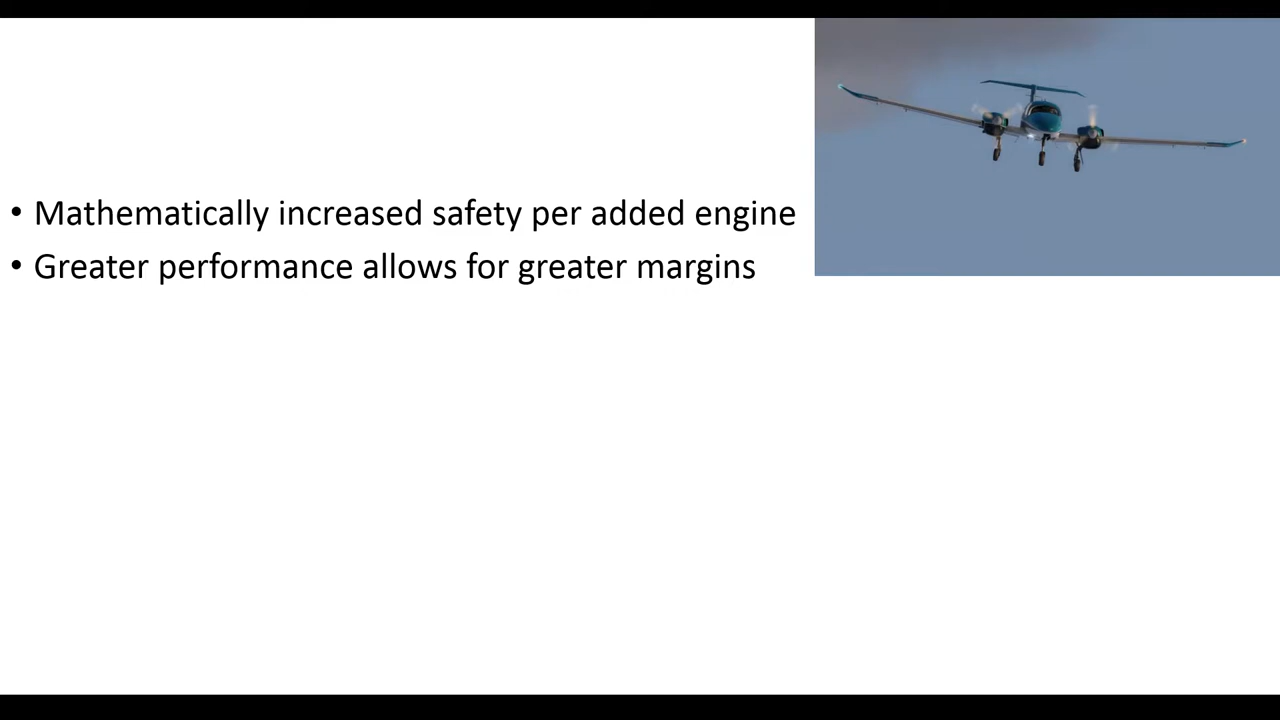 • Mathematically increased safety per added engine
• Greater performance allows for greater margins